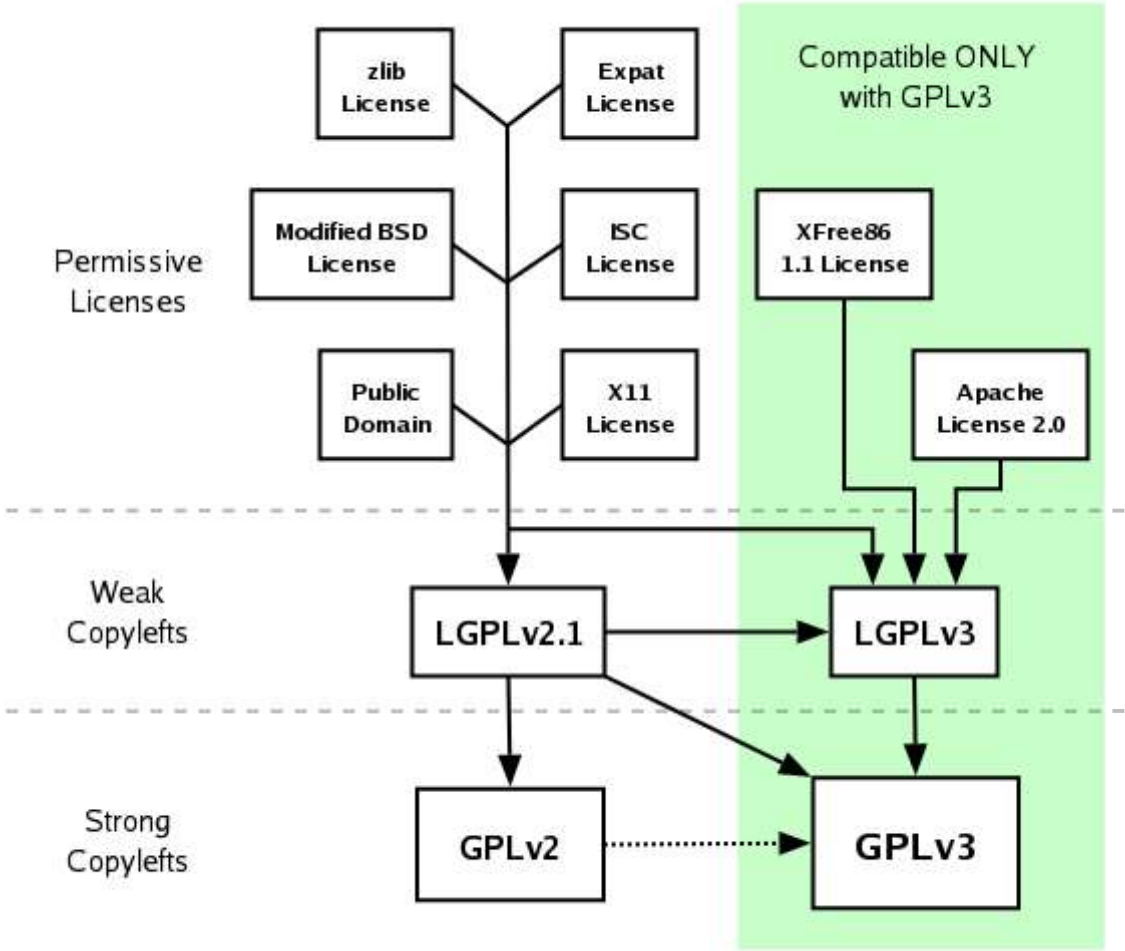 zlib
License
Expat
License
Compatible ONLY
with GPLv3
Permissive
Licenses
Modified BSD
License
ISC
License
XFree86
1.1 License
Public
Domain
X11
License
Apache
License 2.0
Weak
Copylefts
LGPLv2.1
LGPLv3
Strong
Copylefts
GPLv2
GPLv3